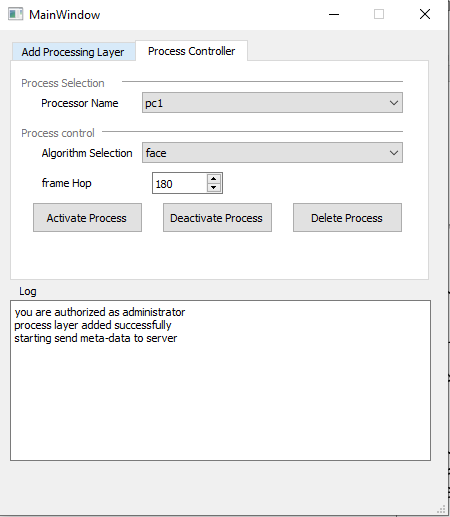 MainWindow
Add Processing Layer
Process Controller
Process Selection
Processor Name
pc1
Process control
Algorithm Selection
face
frame Hop
180
Activate Process
Deactivate Process
Delete Process
Log
you are authorized as administrator
process layer added successfully
starting send meta-data to server